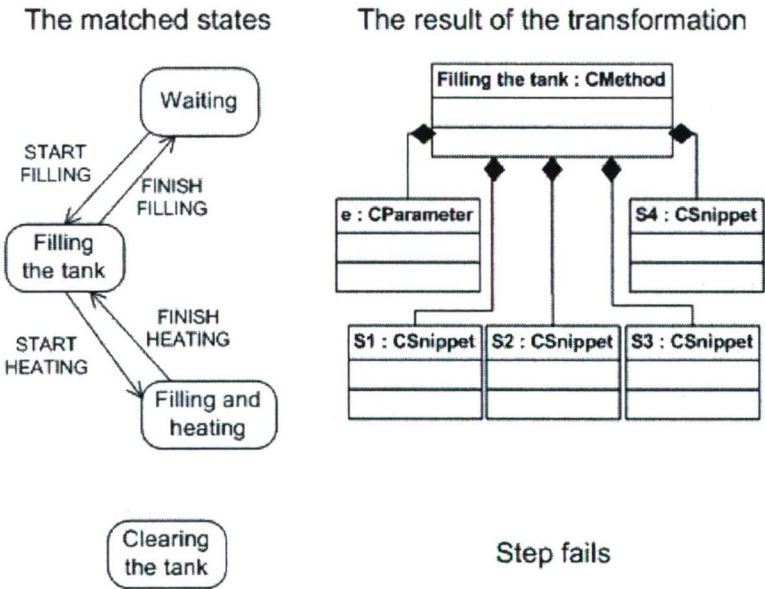 The matched states
The result of the transformation
Waiting
START
FILLING
FINISH
FILLING
Filling
the tank
FINISH
HEATING
START
HEATING
Filling and
heating
Clearing
the tank
Filling the tank : CMethod
e : CParameter
S4 : CSnippet
S1 : CSnippet
S2 : CSnippet
S3 : CSnippet
Step fails